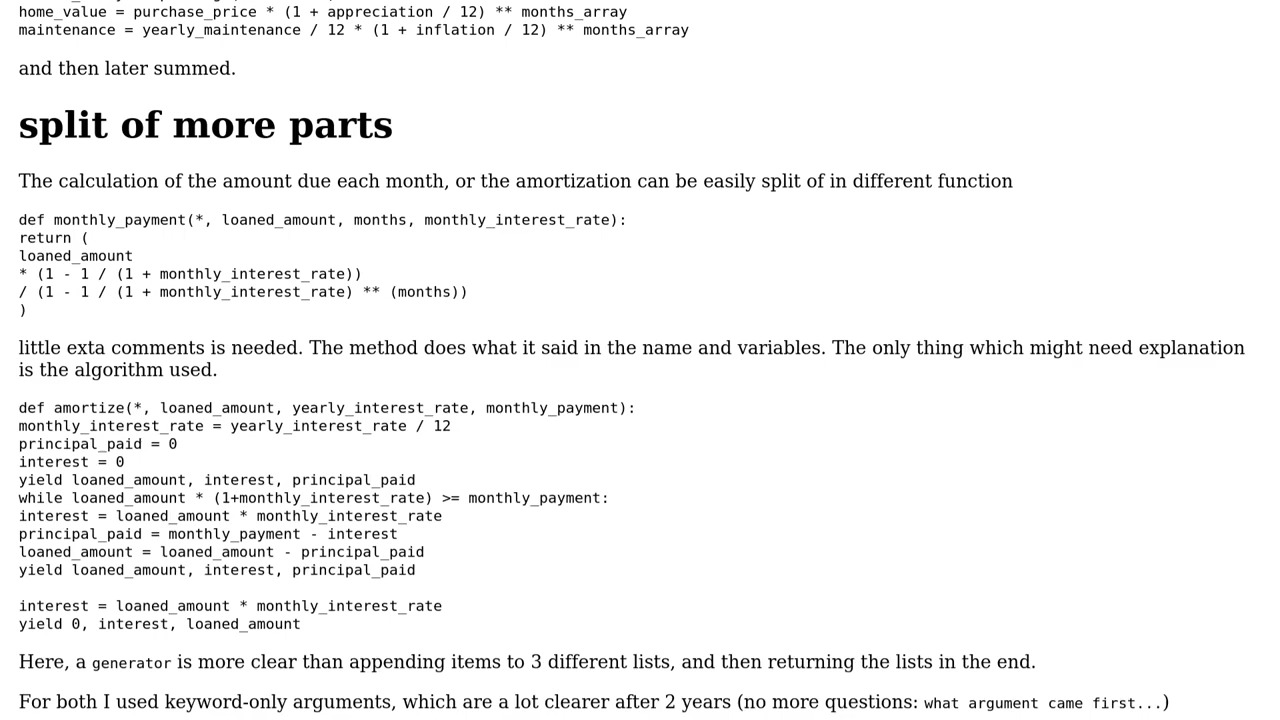 home_value = purchase_price * (1 + appreciation / 12) ** months_array
maintenance = yearly_maintenance / 12 * (1 + inflation / 12) ** months_array
and then later summed.
split of more parts
The calculation of the amount due each month, or the amortization can be easily split of in different function
def monthly_payment(*, loaned_amount, months, monthly_interest_rate):
return (
loaned_amount
* (1 - 1 / (1 + monthly_interest_rate))
/ (1 - 1 / (1 + monthly_interest_rate) ** (months))
)
little exta comments is needed. The method does what it said in the name and variables. The only thing which might need explanation
is the algorithm used.
def amortize(*, loaned_amount, yearly_interest_rate, monthly_payment):
monthly_interest_rate = yearly_interest_rate / 12
principal_paid = 0
interest = 0
yield loaned_amount, interest, principal_paid
while loaned_amount * (1+monthly_interest_rate) >= monthly_payment:
interest = loaned_amount * monthly_interest_rate
principal_paid = monthly_payment - interest
loaned_amount = loaned_amount - principal_paid
yield loaned_amount, interest, principal_paid
interest = loaned_amount * monthly_interest_rate
yield 0, interest, loaned_amount
Here, a generator is more clear than appending items to 3 different lists, and then returning the lists in the end.
For both I used keyword-only arguments, which are a lot clearer after 2 years (no more questions: what argument came first...)